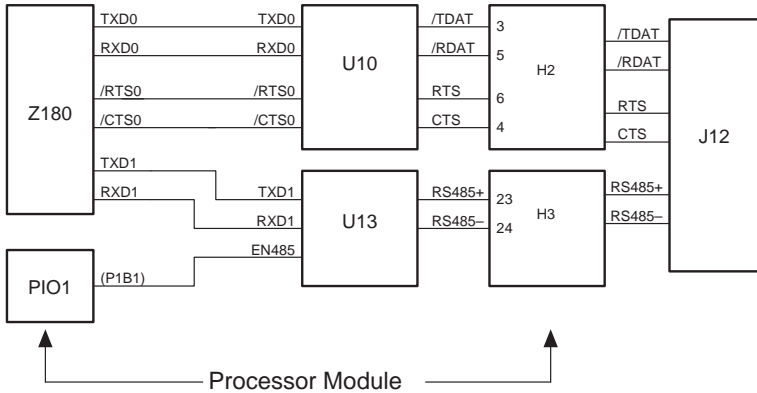 TXD0 TXD0 /TDAT 3 /TDAT
RXD0 RXD0 /RDAT 5 /RDAT
U10 H2
/RTS0 /RTS0 RTS 6 RTS
Z180
/CTS0 /CTS0 CTS 4 CTS
J12
TXD1 TXD1 RS485+ 23 RS485+
RXD1 RXD1 RS485– 24 RS485–
U13 H3
EN485
PIO1 (P1B1)
Processor Module